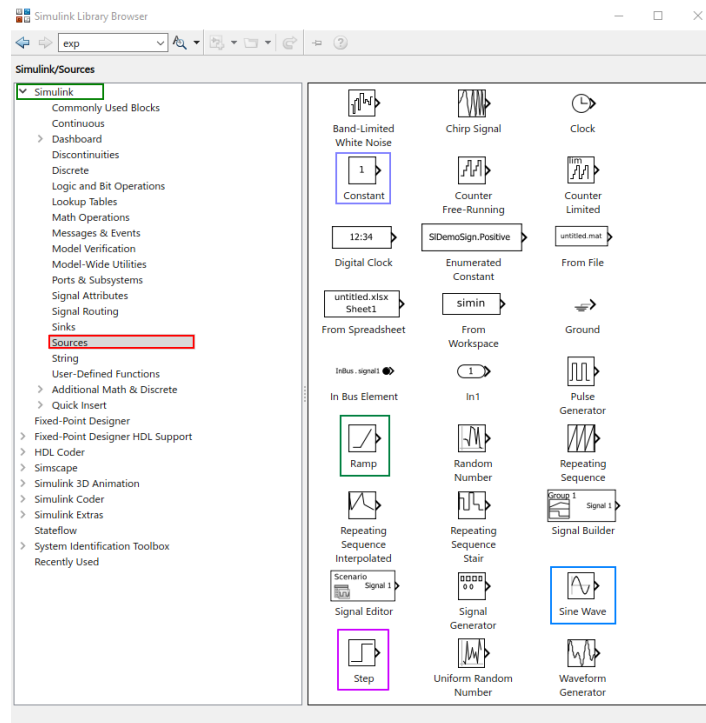 Simulink Library Browser
exp
Simulink/Sources
Simulink
Commonly Used Blocks
Continuous
Dashboard
Discontinuities
Discrete
Logic and Bit Operations
Lookup Tables
Math Operations
Messages & Events
Model Verification
Model-Wide Utilities
Ports & Subsystems
Signal Attributes
Signal Routing
Sinks
Sources
String
User-Defined Functions
Additional Math & Discrete
Quick Insert
Fixed-Point Designer
Fixed-Point Designer HDL Support
HDL Coder
Simscape
Simulink 3D Animation
Simulink Coder
Simulink Extras
Stateflow
System Identification Toolbox
Recently Used
Band-Limited
White Noise
Chirp Signal
Clock
1
Constant
Counter
Free-Running
lim
Counter
Limited
12:34
Digital Clock
SlDemoSign.Positive
Enumerated
Constant
untitled.mat
From File
untitled.xlsx
Sheet1
From Spreadsheet
simin
From
Workspace
Ground
InBus.signal1
In Bus Element
1
In1
Pulse
Generator
Ramp
Random
Number
Repeating
Sequence
Repeating
Sequence
Interpolated
Repeating
Sequence
Stair
Group 1
Signal 1
Signal Builder
Scenario
Signal 1
Signal Editor
Signal
Generator
Sine Wave
Step
Uniform Random
Number
Waveform
Generator